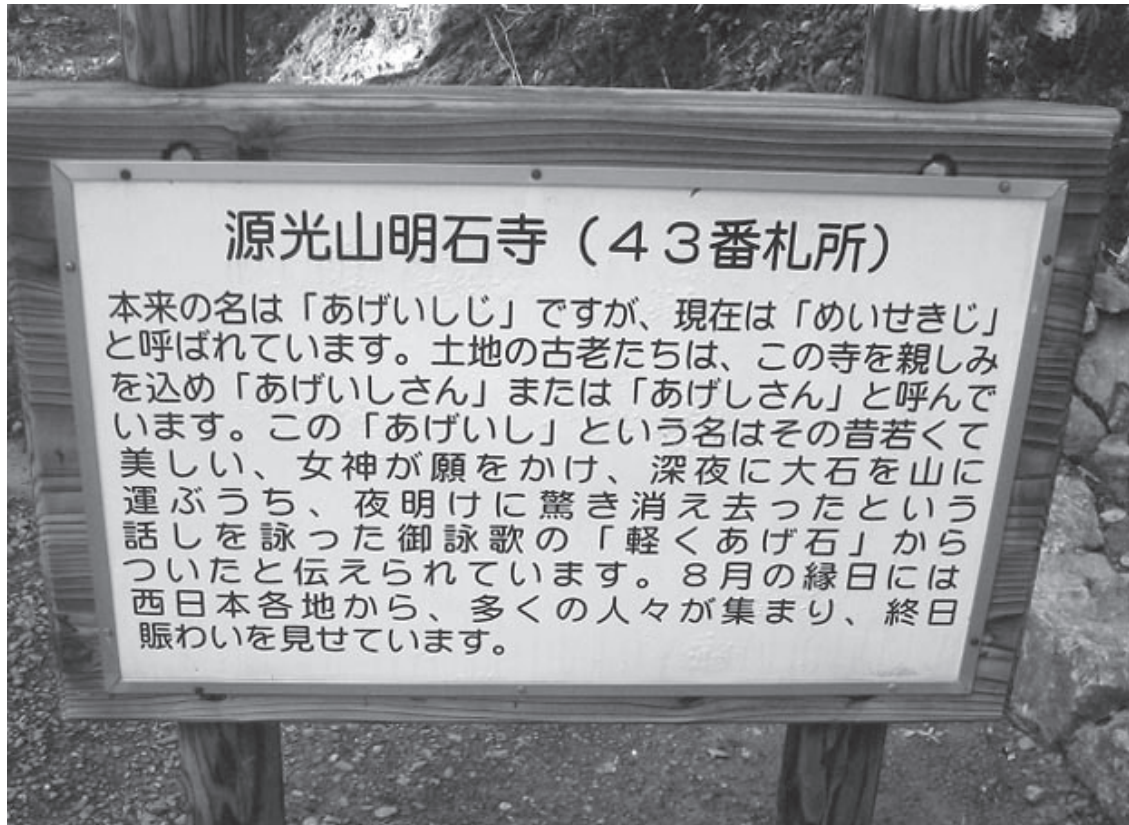 源光山明石寺（４３番札所）
本来の名は「あげいしじ」ですが、現在は「めいせきじ」
と呼ばれています。土地の古老たちは、この寺を親しみ
を込め「あげいしさん」または「あげしさん」と呼んで
います。この「あげいし」という名はその昔若くて
美しい、女神が願をかけ、深夜に大石を山に
運ぶうち、夜明けに驚き消え去ったという
話しを詠った御詠歌の「軽くあげ石」から
ついたと伝えられています。８月の縁日には
西日本各地から、多くの人々が集まり、終日
賑わいを見せています。